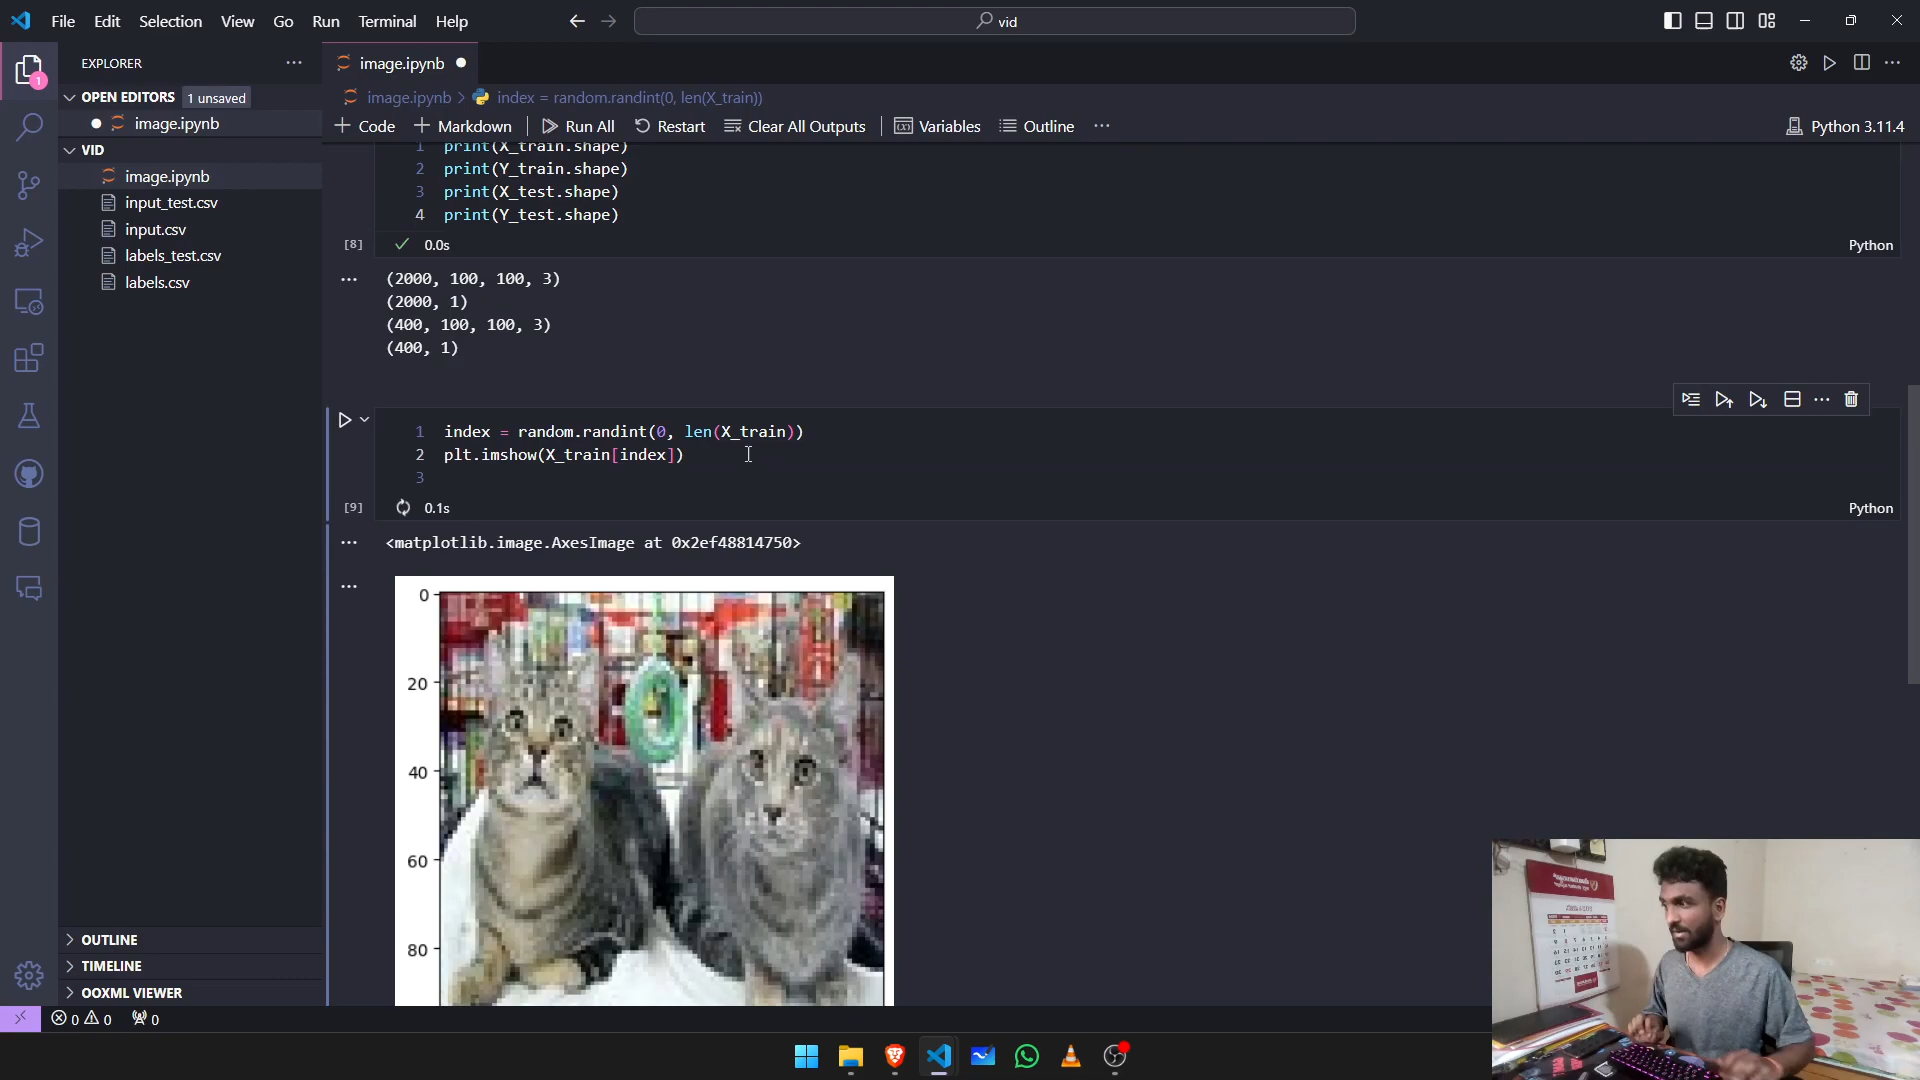 File Edit Selection View Go Run Terminal Help
vid
EXPLORER
1
OPEN EDITORS 1 unsaved
image.ipynb
VID
image.ipynb
input_test.csv
input.csv
labels_test.csv
labels.csv
OUTLINE
TIMELINE
OOXML VIEWER
image.ipynb
image.ipynb > index = random.randint(0, len(X_train))
+ Code + Markdown Run All Restart Clear All Outputs Variables Outline ... Python 3.11.4
1 print(X_train.shape)
2 print(Y_train.shape)
3 print(X_test.shape)
4 print(Y_test.shape)
[8] 0.0s Python
(2000, 100, 100, 3)
(2000, 1)
(400, 100, 100, 3)
(400, 1)
1 index = random.randint(0, len(X_train))
2 plt.imshow(X_train[index])
3
[9] 0.1s Python
<matplotlib.image.AxesImage at 0x2ef48814750>
0
20
40
60
80
0 0 0